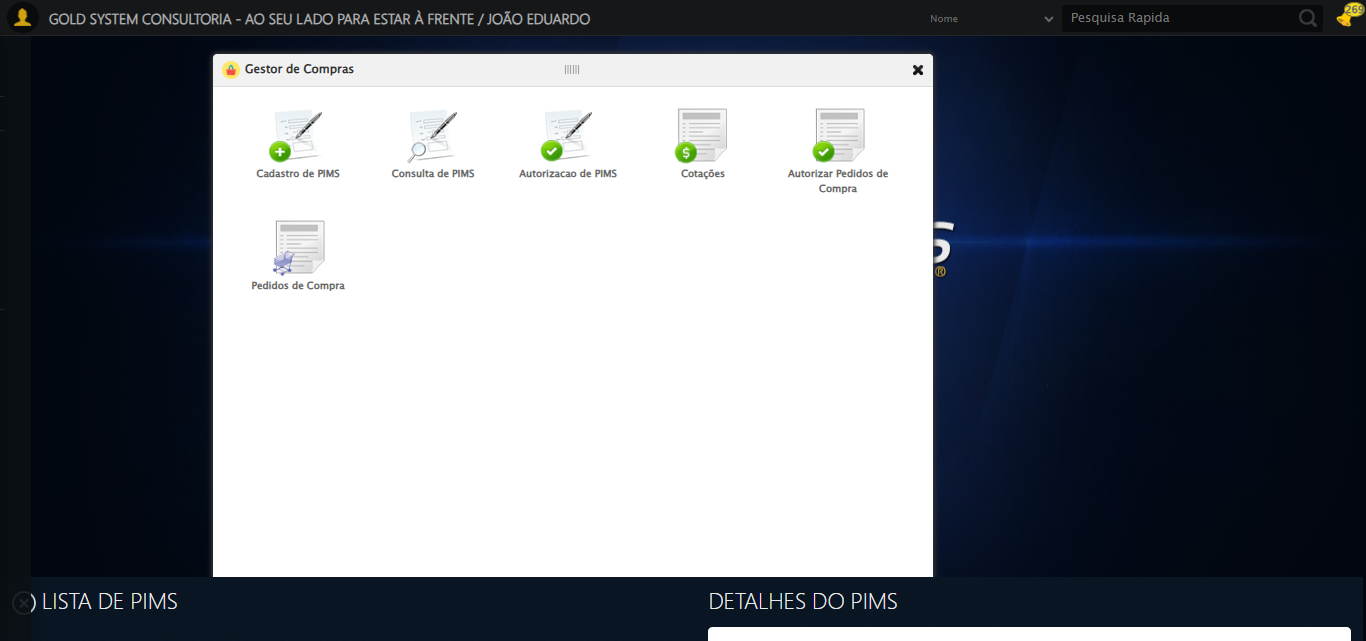 GOLD SYSTEM CONSULTORIA - AO SEU LADO PARA ESTAR À FRENTE / JOÃO EDUARDO
Nome
Pesquisa Rapida
269
Gestor de Compras
Cadastro de PIMS
Consulta de PIMS
Autorizacao de PIMS
Cotações
Autorizar Pedidos de
Compra
S
®
Pedidos de Compra
LISTA DE PIMS
DETALHES DO PIMS